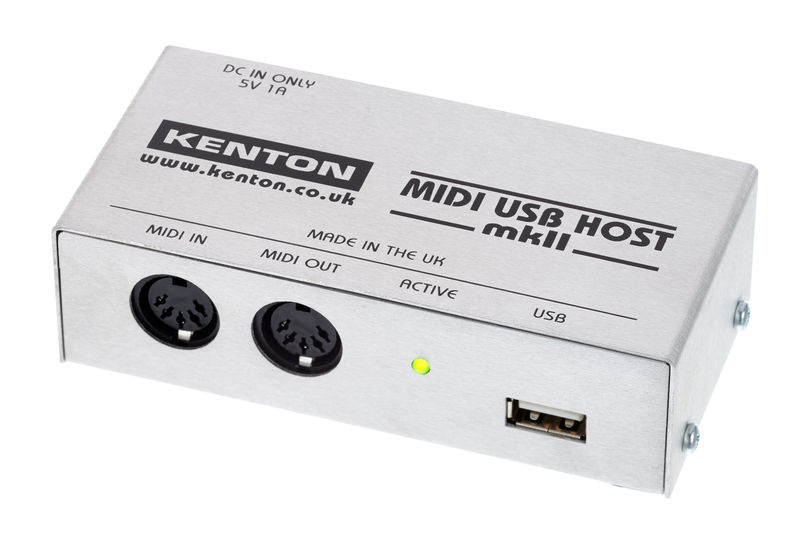 DC IN ONLY
5V 1A
KENTON
www.kenton.co.uk
MIDI USB HOST
mkII
MADE IN THE UK
MIDI IN
MIDI OUT
ACTIVE
USB